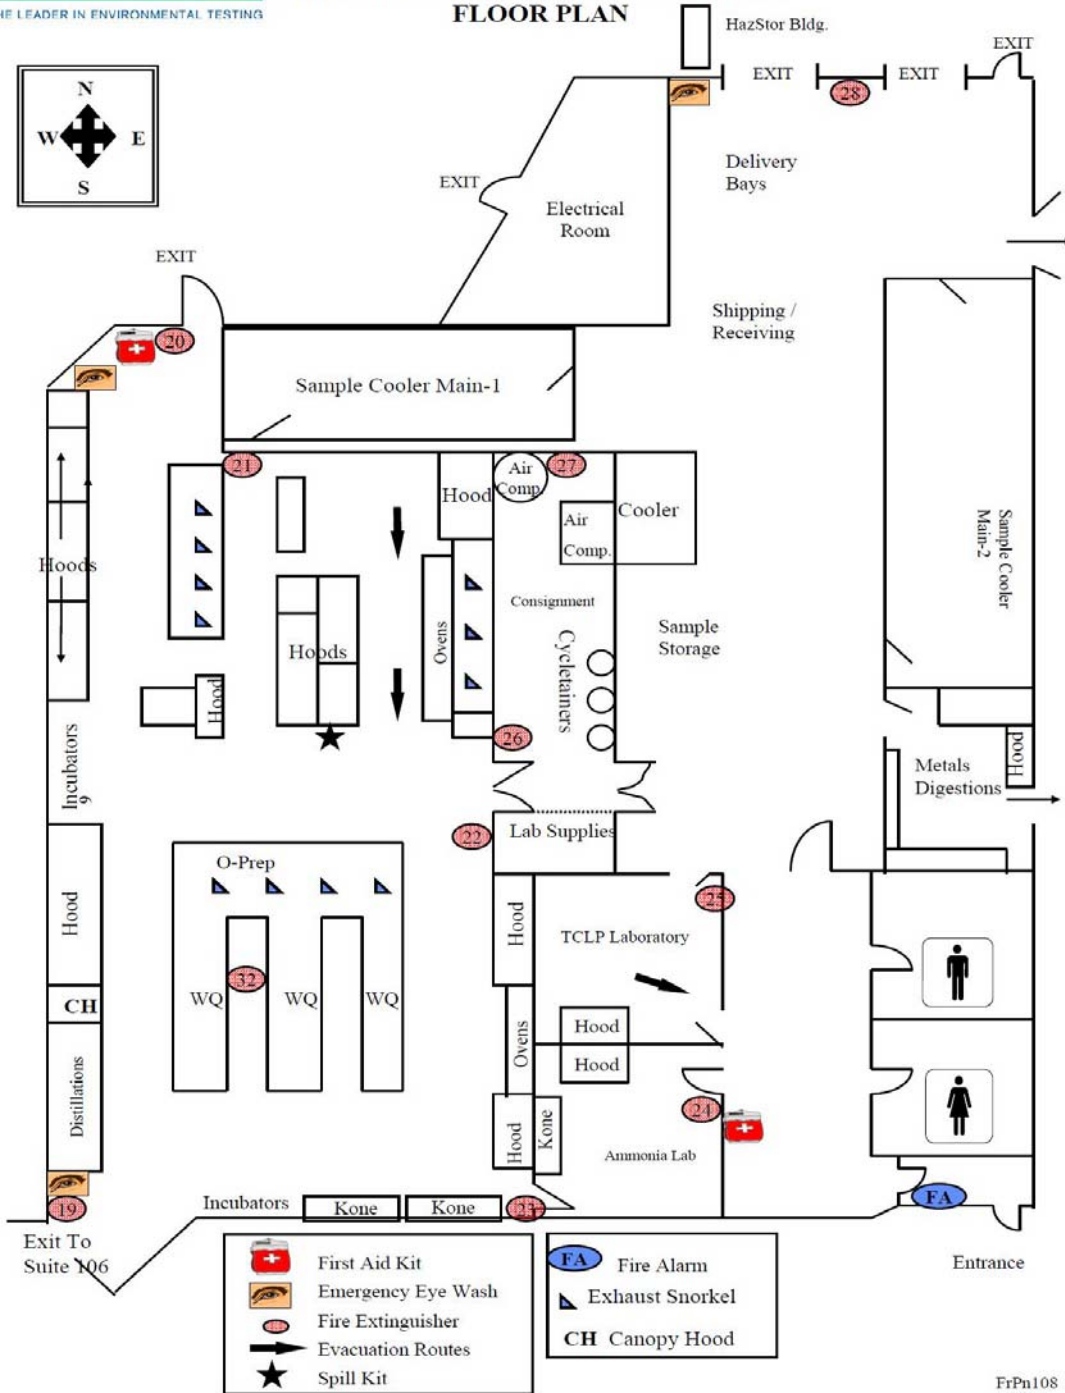 HE LEADER IN ENVIRONMENTAL TESTING
FLOOR PLAN
HazStor Bldg.
N
W E
S
EXIT
EXIT
EXIT
28
EXIT
Delivery
Bays
Electrical
Room
EXIT
Shipping /
Receiving
20
Sample Cooler Main-1
21
Hood
Air
Comp.
27
Cooler
Air
Comp.
Sample Cooler
Main-2
Hoods
Consignment
Ovens
Cycletainers
Sample
Storage
Hoods
Hood
26
Incubators
9
Metals
Digestions
Hood
22
Lab Supplies
O-Prep
25
Hood
Hood
TCLP Laboratory
32
WQ
WQ
WQ
CH
Ovens
Hood
Hood
Distillations
Hood
Kone
24
Ammonia Lab
19
Incubators
Kone
Kone
23
FA
Exit To
Suite 106
Entrance
First Aid Kit
Emergency Eye Wash
Fire Extinguisher
Evacuation Routes
Spill Kit
FA Fire Alarm
Exhaust Snorkel
CH Canopy Hood
FrPn108